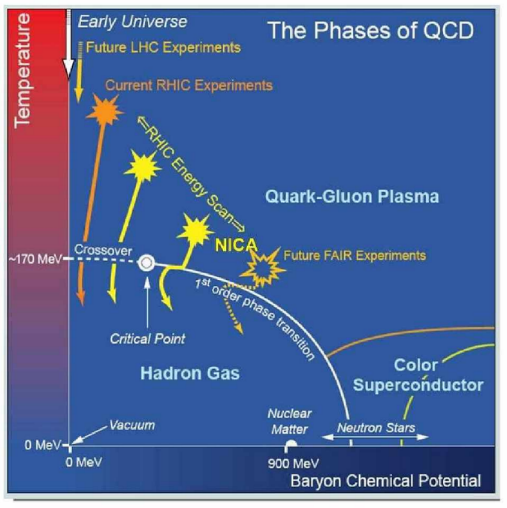 The Phases of QCD
Early Universe
Future LHC Experiments
Current RHIC Experiments
Temperature
⇐RHIC Energy Scan⇒
Quark-Gluon Plasma
NICA
Future FAIR Experiments
Crossover
~170 MeV
1st order phase transition
Critical Point
Hadron Gas
Color
Superconductor
Nuclear
Matter
Neutron Stars
Vacuum
0 MeV
0 MeV
900 MeV
Baryon Chemical Potential